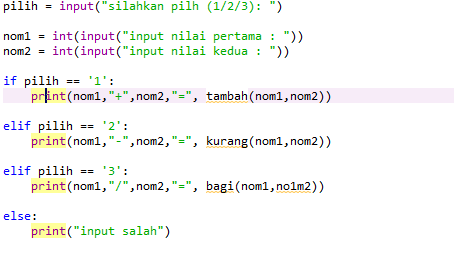 pilih = input("silahkan pilh (1/2/3): ")
nom1 = int(input("input nilai pertama : "))
nom2 = int(input("input nilai kedua : "))
if pilih == '1':
print(nom1,"+",nom2,"=", tambah(nom1,nom2))
elif pilih == '2':
print(nom1,"-",nom2,"=", kurang(nom1,nom2))
elif pilih == '3':
print(nom1,"/",nom2,"=", bagi(nom1,no1m2))
else:
print("input salah")